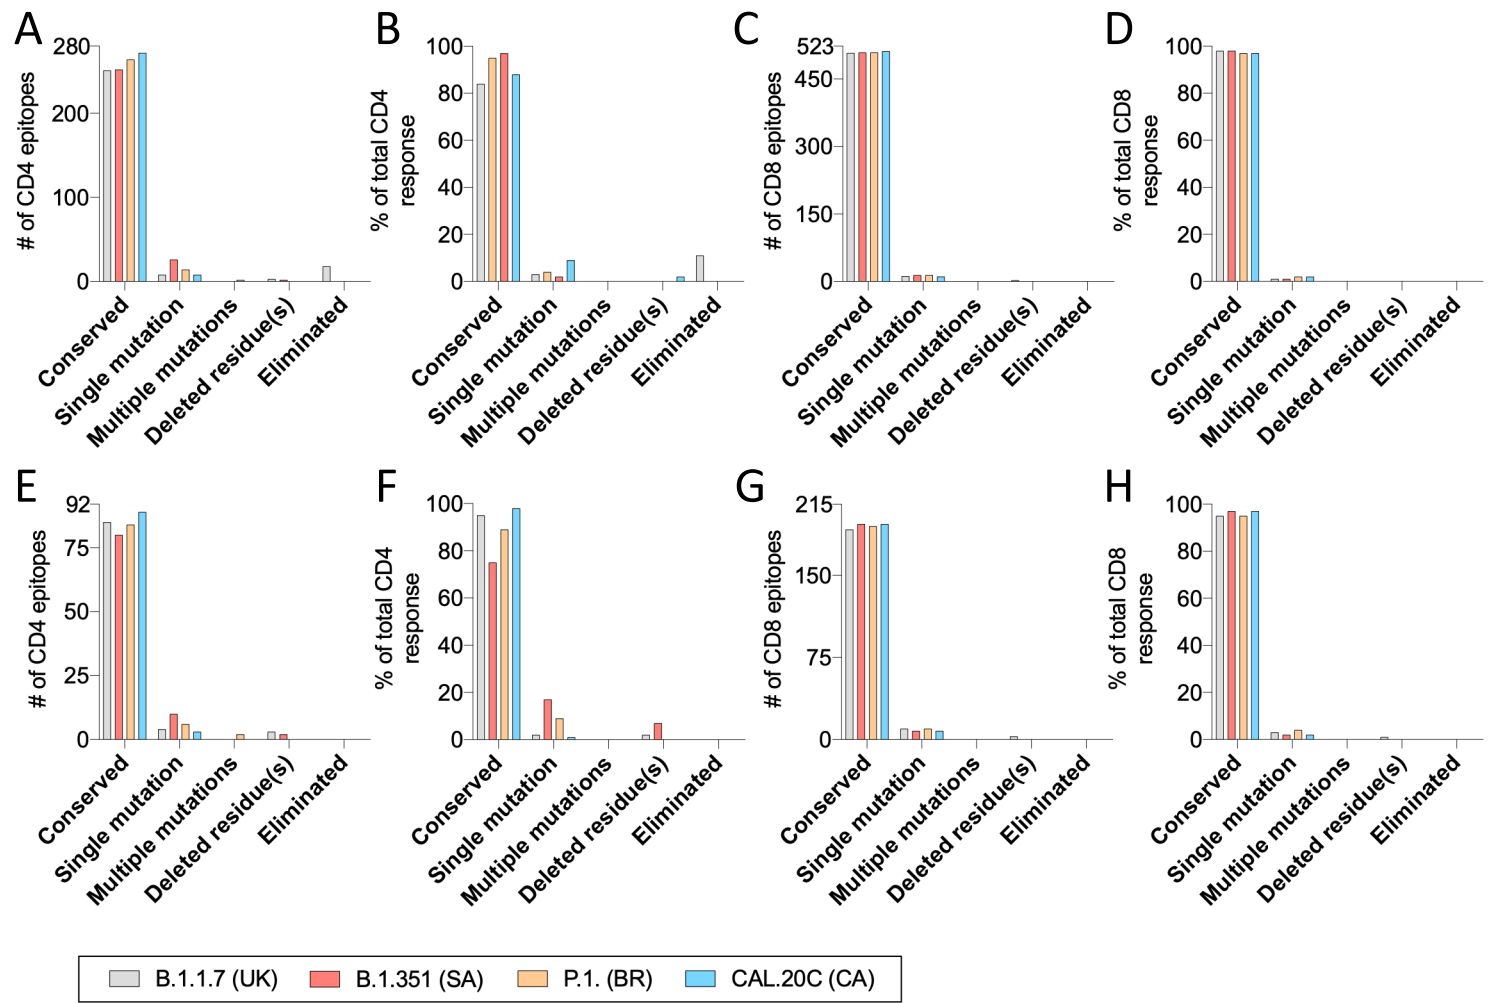 A
# of CD4 epitopes
280
200
100
0
Conserved
Single mutation
Multiple mutations
Deleted residue(s)
Eliminated
B
% of total CD4
response
100
80
60
40
20
0
Conserved
Single mutation
Multiple mutations
Deleted residue(s)
Eliminated
C
# of CD8 epitopes
523
450
300
150
0
Conserved
Single mutation
Multiple mutations
Deleted residue(s)
Eliminated
D
% of total CD8
response
100
80
60
40
20
0
Conserved
Single mutation
Multiple mutations
Deleted residue(s)
Eliminated
E
# of CD4 epitopes
92
75
50
25
0
Conserved
Single mutation
Multiple mutations
Deleted residue(s)
Eliminated
F
% of total CD4
response
100
80
60
40
20
0
Conserved
Single mutation
Multiple mutations
Deleted residue(s)
Eliminated
G
# of CD8 epitopes
215
150
75
0
Conserved
Single mutation
Multiple mutations
Deleted residue(s)
Eliminated
H
% of total CD8
response
100
80
60
40
20
0
Conserved
Single mutation
Multiple mutations
Deleted residue(s)
Eliminated
B.1.1.7 (UK) B.1.351 (SA) P.1. (BR) CAL.20C (CA)